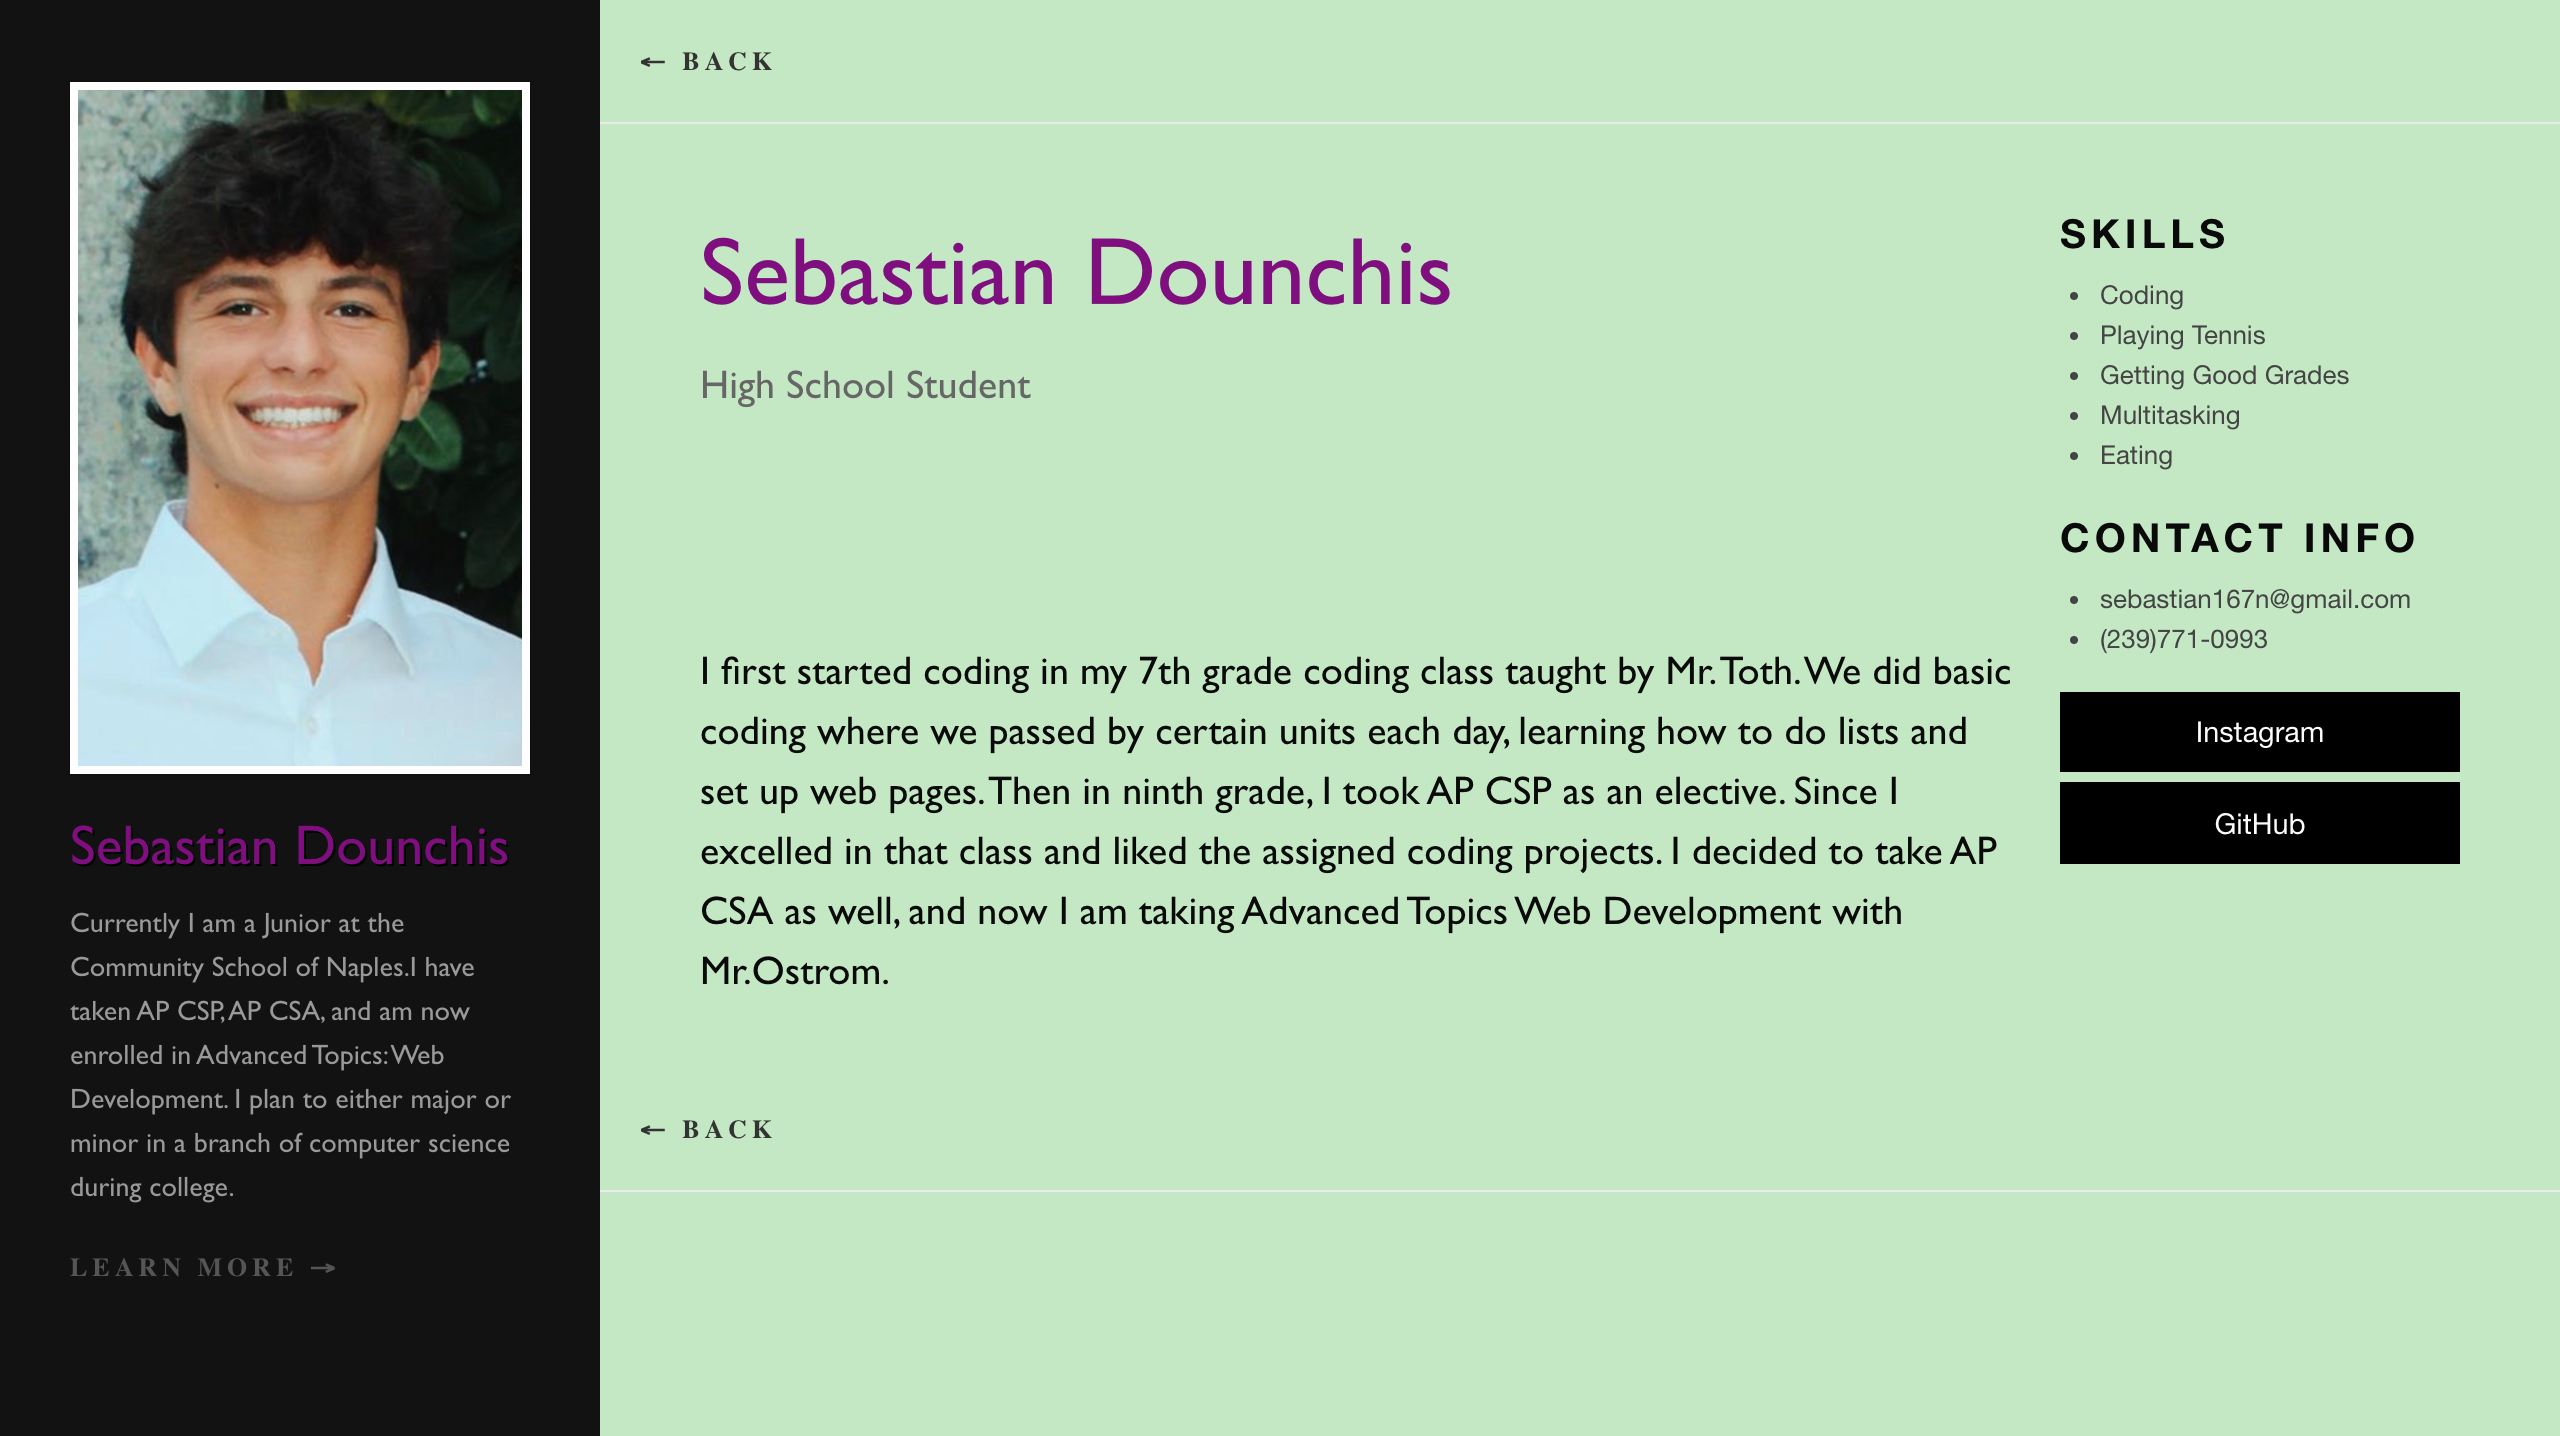 Sebastian Dounchis
Currently I am a Junior at the
Community School of Naples.I have
taken AP CSP, AP CSA, and am now
enrolled in Advanced Topics: Web
Development. I plan to either major or
minor in a branch of computer science
during college.
LEARN MORE →
← BACK
Sebastian Dounchis
High School Student
I first started coding in my 7th grade coding class taught by Mr. Toth. We did basic
coding where we passed by certain units each day, learning how to do lists and
set up web pages. Then in ninth grade, I took AP CSP as an elective. Since I
excelled in that class and liked the assigned coding projects. I decided to take AP
CSA as well, and now I am taking Advanced Topics Web Development with
Mr.Ostrom.
← BACK
SKILLS
• Coding
• Playing Tennis
• Getting Good Grades
• Multitasking
• Eating
CONTACT INFO
• sebastian167n@gmail.com
• (239)771-0993
Instagram
GitHub